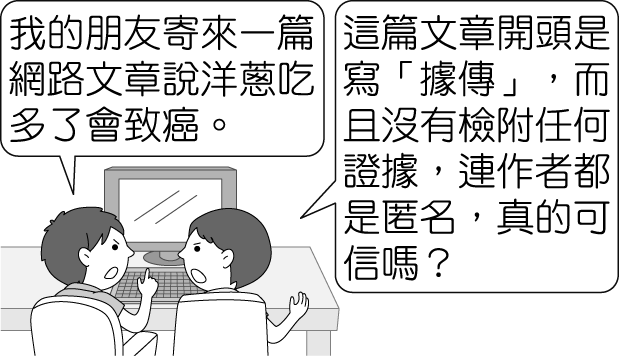 我的朋友寄來一篇
網路文章說洋蔥吃
多了會致癌。
這篇文章開頭是
寫「據傳」，而
且沒有檢附任何
證據，連作者都
是匿名，真的可
信嗎？